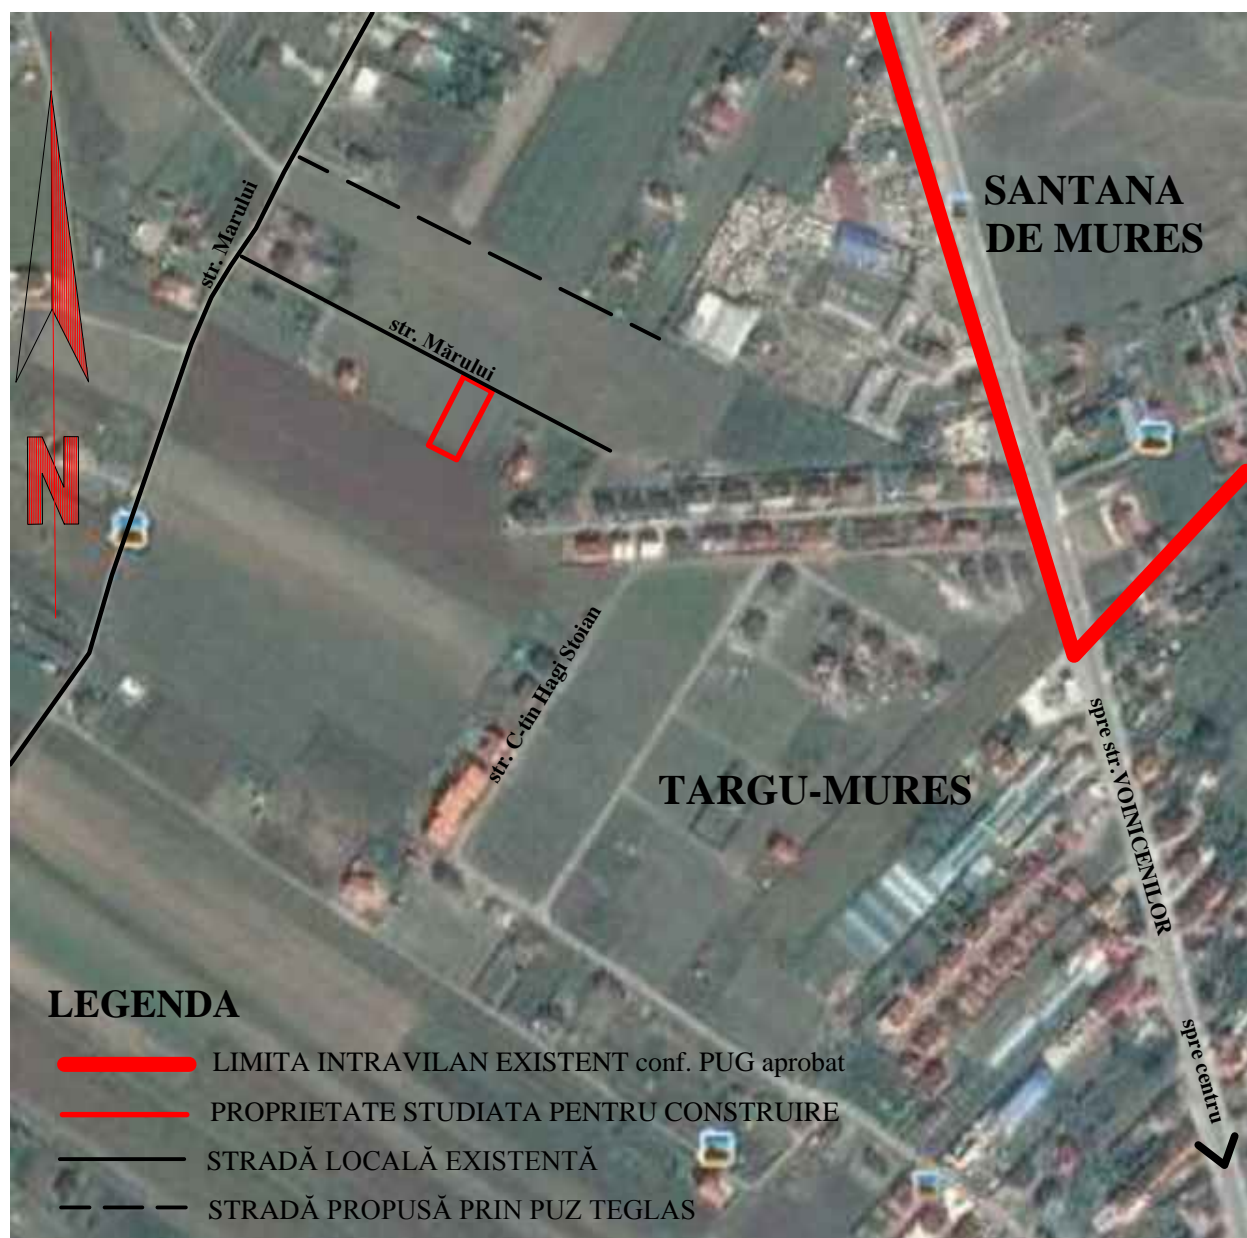 SANTANA
DE MURES
str. Marului
str. Mărului
N
str. C-tin Hagi Stoian
spre str.VOINICENILOR
TARGU-MURES
spre centru
LEGENDA
LIMITA INTRAVILAN EXISTENT conf. PUG aprobat
PROPRIETATE STUDIATA PENTRU CONSTRUIRE
STRADĂ LOCALĂ EXISTENTĂ
STRADĂ PROPUSĂ PRIN PUZ TEGLAS